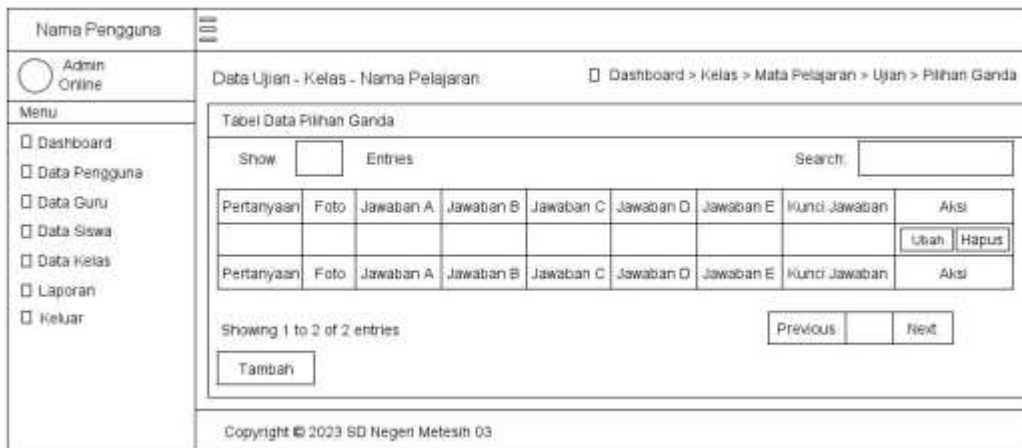 Nama Pengguna
Admin
Online
Menu
Dashboard
Data Pengguna
Data Guru
Data Siswa
Data Kelas
Laporan
Keluar
Data Ujian - Kelas - Nama Pelajaran
Dashboard > Kelas > Mata Pelajaran > Ujian > Pilihan Ganda
Tabel Data Pilihan Ganda
Show Entries Search:
Pertanyaan Foto Jawaban A Jawaban B Jawaban C Jawaban D Jawaban E Kunci Jawaban Aksi
Ubah Hapus
Pertanyaan Foto Jawaban A Jawaban B Jawaban C Jawaban D Jawaban E Kunci Jawaban Aksi
Showing 1 to 2 of 2 entries Previous Next
Tambah
Copyright © 2023 SD Negeri Metesih 03